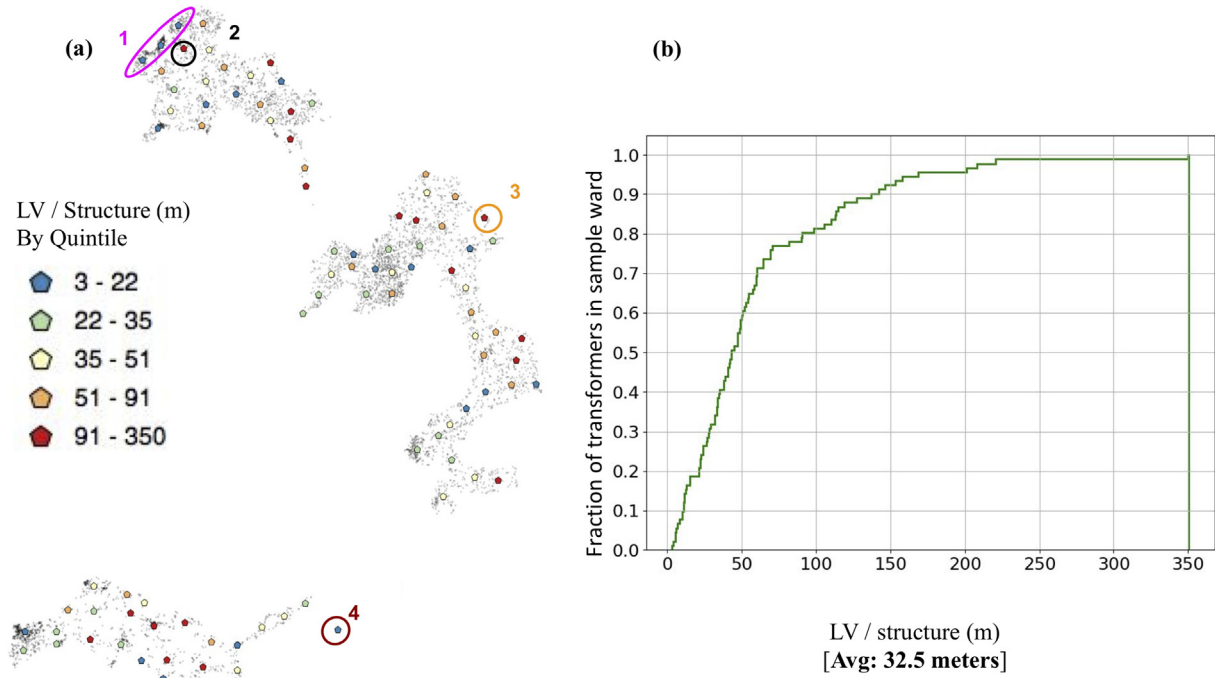 (a)
1
2
3
LV / Structure (m)
By Quintile
3 - 22
22 - 35
35 - 51
51 - 91
91 - 350
4
(b)
Fraction of transformers in sample ward
1.0
0.9
0.8
0.7
0.6
0.5
0.4
0.3
0.2
0.1
0.0
0 50 100 150 200 250 300 350
LV / structure (m)
[Avg: 32.5 meters]